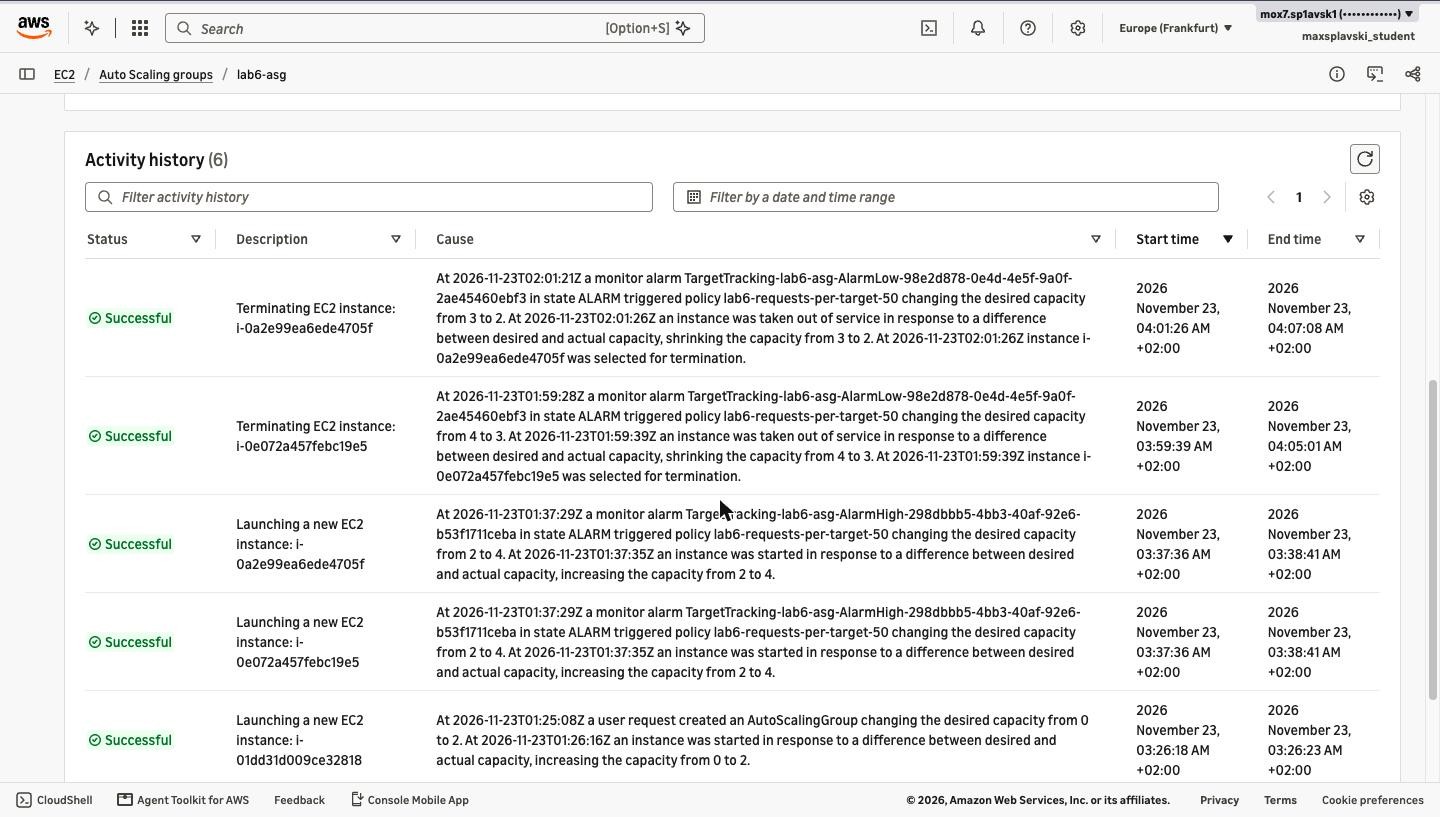 aws
Search
[Option+S]
Europe (Frankfurt)
mox7.sp1avsk1 (••••••••••••)
maxsplavski_student
EC2 / Auto Scaling groups / lab6-asg
Activity history (6)
Filter activity history
Filter by a date and time range
1
Status
Description
Cause
Start time
End time
Successful
Terminating EC2 instance:
i-0a2e99ea6ede4705f
At 2026-11-23T02:01:21Z a monitor alarm TargetTracking-lab6-asg-AlarmLow-98e2d878-0e4d-4e5f-9a0f-
2ae45460ebf3 in state ALARM triggered policy lab6-requests-per-target-50 changing the desired capacity
from 3 to 2. At 2026-11-23T02:01:26Z an instance was taken out of service in response to a difference
between desired and actual capacity, shrinking the capacity from 3 to 2. At 2026-11-23T02:01:26Z instance i-
0a2e99ea6ede4705f was selected for termination.
2026
November 23,
04:01:26 AM
+02:00
2026
November 23,
04:07:08 AM
+02:00
Successful
Terminating EC2 instance:
i-0e072a457febc19e5
At 2026-11-23T01:59:28Z a monitor alarm TargetTracking-lab6-asg-AlarmLow-98e2d878-0e4d-4e5f-9a0f-
2ae45460ebf3 in state ALARM triggered policy lab6-requests-per-target-50 changing the desired capacity
from 4 to 3. At 2026-11-23T01:59:39Z an instance was taken out of service in response to a difference
between desired and actual capacity, shrinking the capacity from 4 to 3. At 2026-11-23T01:59:39Z instance i-
0e072a457febc19e5 was selected for termination.
2026
November 23,
03:59:39 AM
+02:00
2026
November 23,
04:05:01 AM
+02:00
Successful
Launching a new EC2
instance: i-
0a2e99ea6ede4705f
At 2026-11-23T01:37:29Z a monitor alarm TargetTracking-lab6-asg-AlarmHigh-298dbbb5-4bb3-40af-92e6-
b53f1711ceba in state ALARM triggered policy lab6-requests-per-target-50 changing the desired capacity
from 2 to 4. At 2026-11-23T01:37:35Z an instance was started in response to a difference between desired
and actual capacity, increasing the capacity from 2 to 4.
2026
November 23,
03:37:36 AM
+02:00
2026
November 23,
03:38:41 AM
+02:00
Successful
Launching a new EC2
instance: i-
0e072a457febc19e5
At 2026-11-23T01:37:29Z a monitor alarm TargetTracking-lab6-asg-AlarmHigh-298dbbb5-4bb3-40af-92e6-
b53f1711ceba in state ALARM triggered policy lab6-requests-per-target-50 changing the desired capacity
from 2 to 4. At 2026-11-23T01:37:35Z an instance was started in response to a difference between desired
and actual capacity, increasing the capacity from 2 to 4.
2026
November 23,
03:37:36 AM
+02:00
2026
November 23,
03:38:41 AM
+02:00
Successful
Launching a new EC2
instance: i-
01dd31d009ce32818
At 2026-11-23T01:25:08Z a user request created an AutoScalingGroup changing the desired capacity from 0
to 2. At 2026-11-23T01:26:16Z an instance was started in response to a difference between desired and
actual capacity, increasing the capacity from 0 to 2.
2026
November 23,
03:26:18 AM
+02:00
2026
November 23,
03:26:23 AM
+02:00
CloudShell
Agent Toolkit for AWS
Feedback
Console Mobile App
© 2026, Amazon Web Services, Inc. or its affiliates.
Privacy
Terms
Cookie preferences